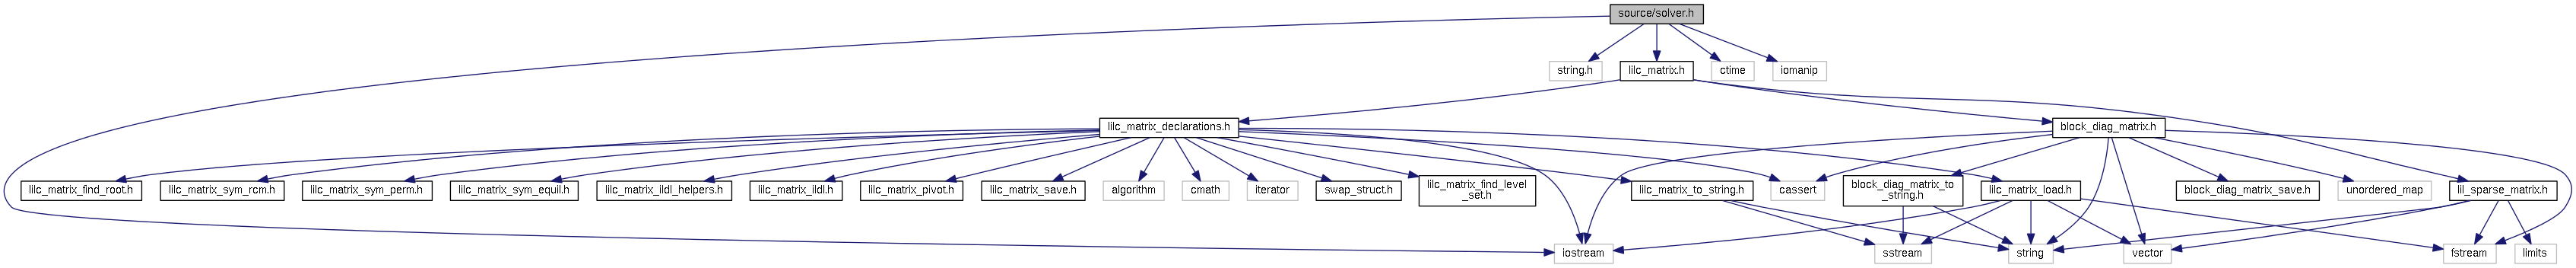 source/solver.h
string.h
lilc_matrix.h
ctime
iomanip
lilc_matrix_declarations.h
block_diag_matrix.h
lilc_matrix_find_root.h
lilc_matrix_sym_rcm.h
lilc_matrix_sym_perm.h
lilc_matrix_sym_equil.h
lilc_matrix_ildl_helpers.h
lilc_matrix_ildl.h
lilc_matrix_pivot.h
lilc_matrix_save.h
algorithm
cmath
iterator
swap_struct.h
lilc_matrix_find_level
_set.h
lilc_matrix_to_string.h
cassert
block_diag_matrix_to
_string.h
lilc_matrix_load.h
block_diag_matrix_save.h
unordered_map
lil_sparse_matrix.h
iostream
sstream
string
vector
fstream
limits